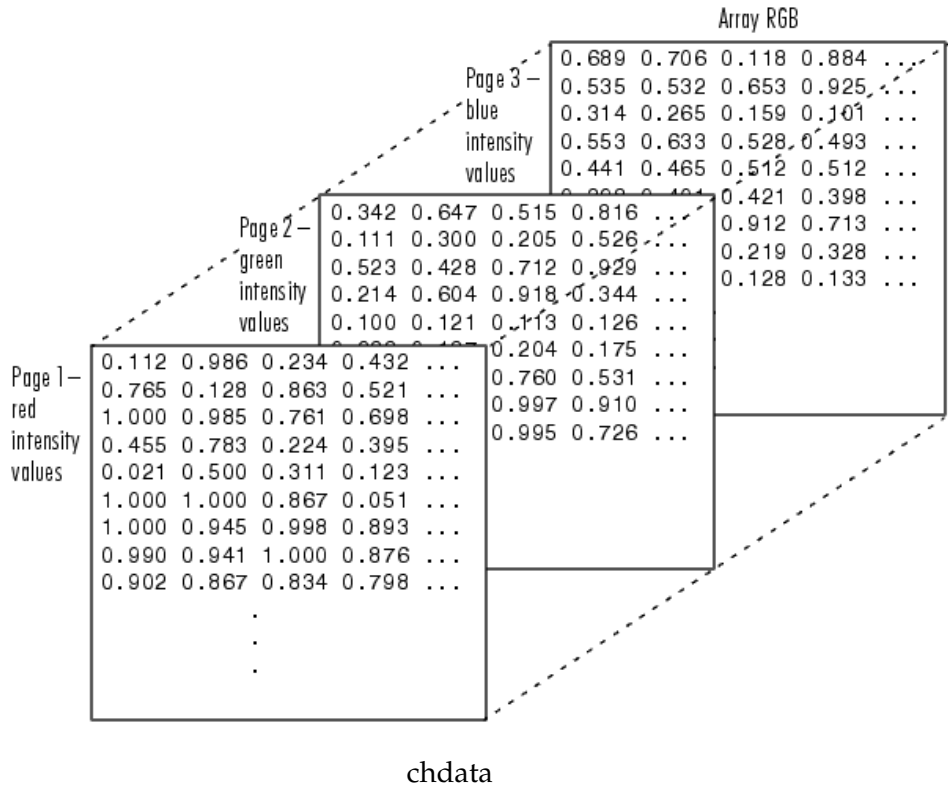 Array RGB
Page 3 –
blue
intensity
values
0.689 0.706 0.118 0.884 ...
0.535 0.532 0.653 0.925 ...
0.314 0.265 0.159 0.101 ...
0.553 0.633 0.528 0.493 ...
0.441 0.465 0.512 0.512 ...
0.421 0.398 ...
0.912 0.713 ...
0.219 0.328 ...
0.128 0.133 ...
Page 2 –
green
intensity
values
0.342 0.647 0.515 0.816 ...
0.111 0.300 0.205 0.526 ...
0.523 0.428 0.712 0.929 ...
0.214 0.604 0.918 0.344 ...
0.100 0.121 0.113 0.126 ...
0.204 0.175 ...
0.760 0.531 ...
0.997 0.910 ...
0.995 0.726 ...
Page 1 –
red
intensity
values
0.112 0.986 0.234 0.432 ...
0.765 0.128 0.863 0.521 ...
1.000 0.985 0.761 0.698 ...
0.455 0.783 0.224 0.395 ...
0.021 0.500 0.311 0.123 ...
1.000 1.000 0.867 0.051 ...
1.000 0.945 0.998 0.893 ...
0.990 0.941 1.000 0.876 ...
0.902 0.867 0.834 0.798 ...
.
.
.
chdata